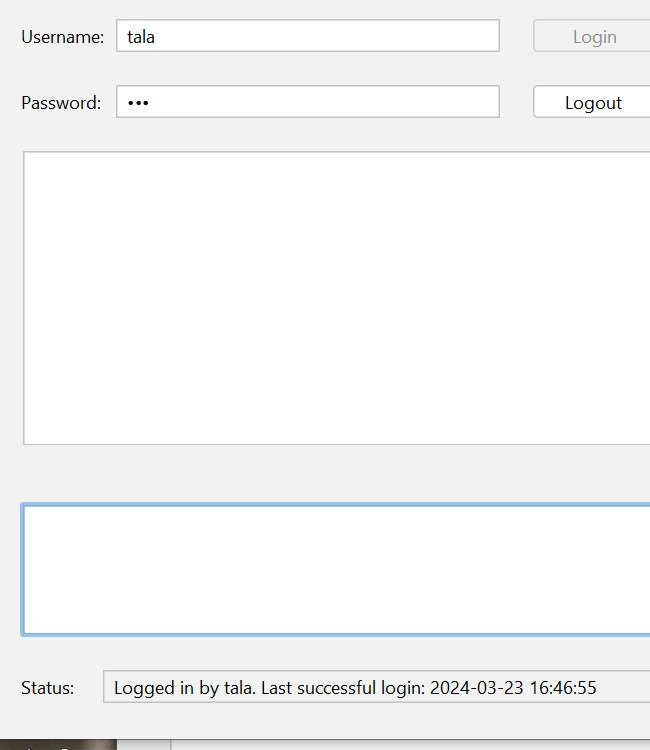 Username: tala Login
Password: ••• Logout
Status: Logged in by tala. Last successful login: 2024-03-23 16:46:55